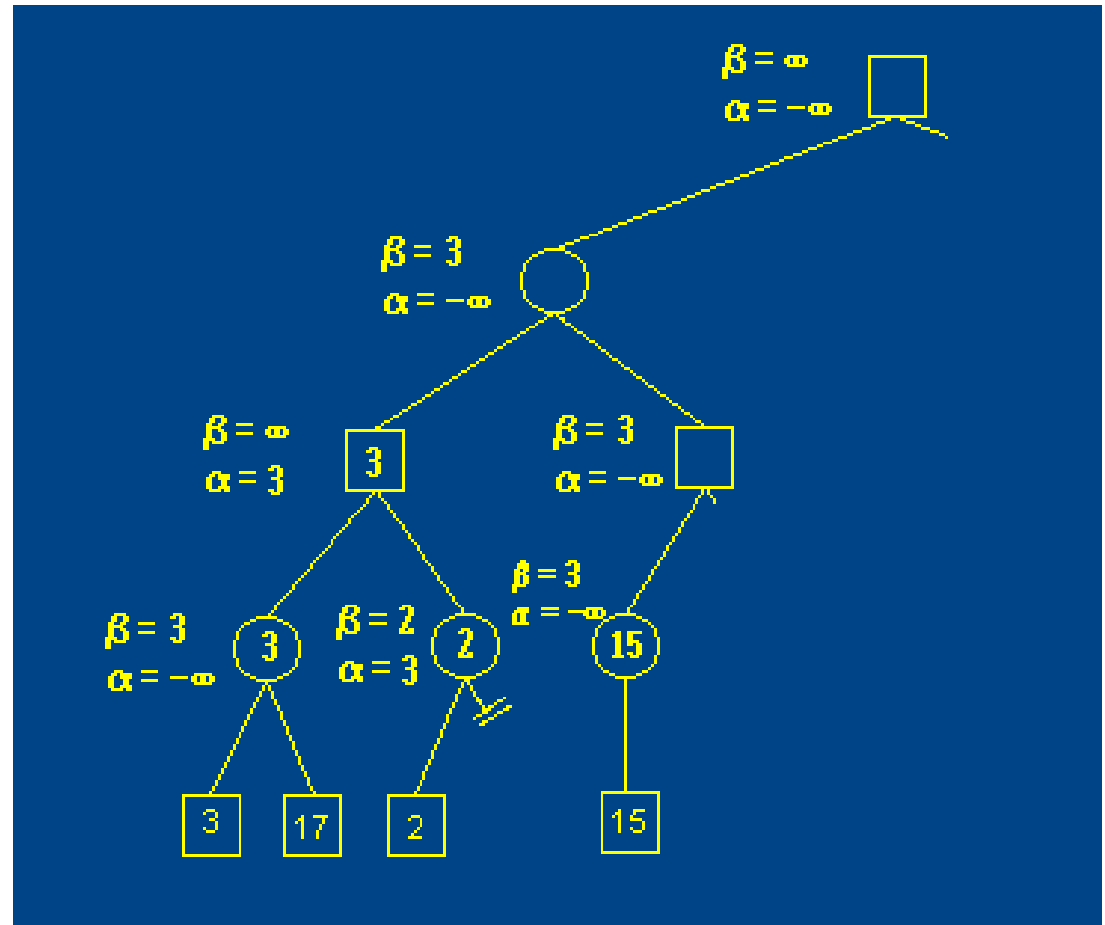 β = ∞
α = −∞
β = 3
α = −∞
β = ∞
α = 3
3
β = 3
α = −∞
β = 3
α = −∞
3
β = 2
α = 3
2
β = 3
α = −∞
15
3
17
2
15